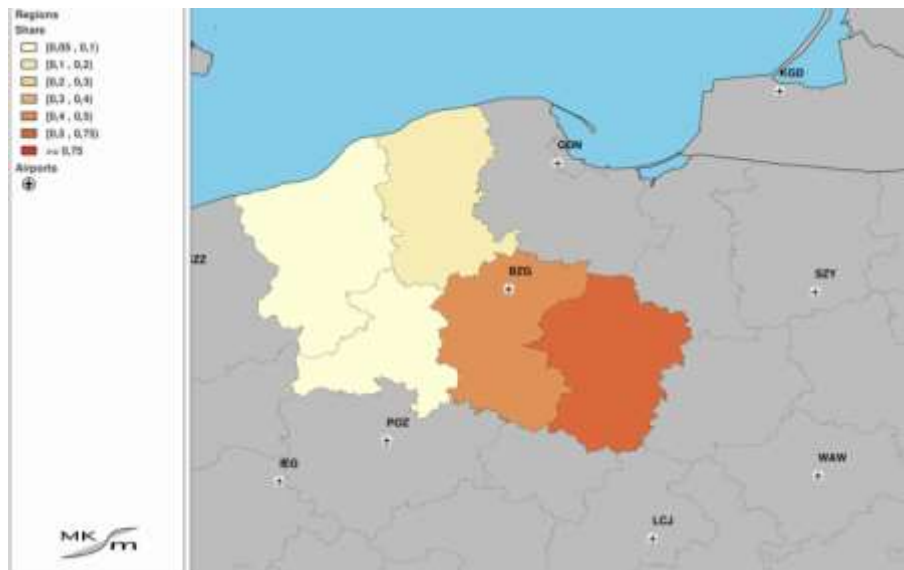 Regions
Share
[0,05 , 0,1)
[0,1 , 0,2)
[0,2 , 0,3)
[0,3 , 0,4)
[0,4 , 0,5)
[0,5 , 0,75)
>= 0,75
Airports
KGD
GDN
SZY
BZG
POZ
IEG
WAW
LCJ
MK
m